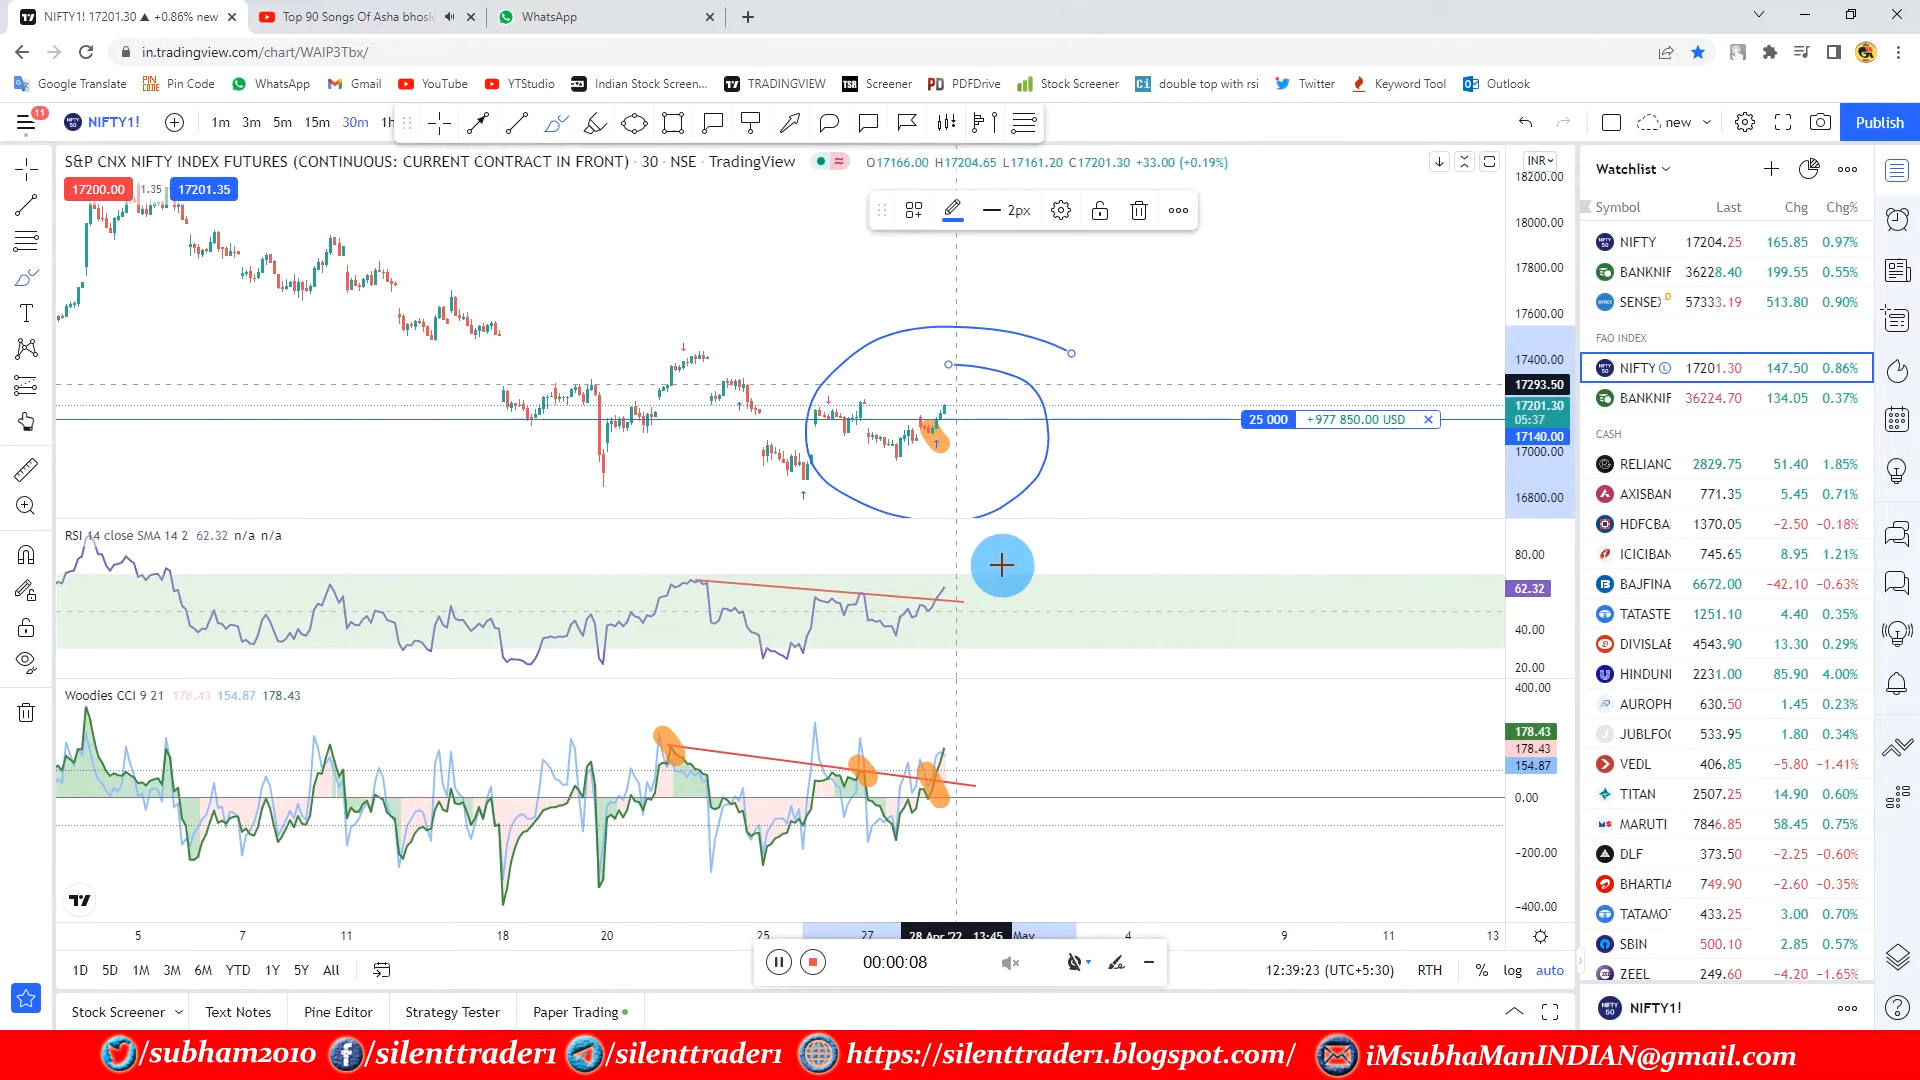 NIFTY1! 17201.30 ▲ +0.86% new
Top 90 Songs Of Asha bhosle
WhatsApp
in.tradingview.com/chart/WAIP3Tbx/
Google Translate
Pin Code
WhatsApp
Gmail
YouTube
YTStudio
Indian Stock Screen...
TRADINGVIEW
Screener
PDFDrive
Stock Screener
double top with rsi
Twitter
Keyword Tool
Outlook
11
NIFTY1!
1m 3m 5m 15m 30m 1h
new
Publish
S&P CNX NIFTY INDEX FUTURES (CONTINUOUS: CURRENT CONTRACT IN FRONT) · 30 · NSE · TradingView
O17166.00 H17204.65 L17161.20 C17201.30 +33.00 (+0.19%)
17200.00 1.35 17201.35
2px
INR
18200.00
18000.00
17800.00
17600.00
17400.00
17293.50
17201.30
05:37
17140.00
17000.00
16800.00
25 000 +977 850.00 USD
RSI 14 close SMA 14 2 62.32 n/a n/a
80.00
62.32
40.00
20.00
Woodies CCI 9 21 178.43 154.87 178.43
400.00
178.43
178.43
154.87
0.00
−200.00
−400.00
5 7 11 18 20 25 27 28 Apr '22 13:45 May 4 9 11 13
1D 5D 1M 3M 6M YTD 1Y 5Y All
00:00:08
12:39:23 (UTC+5:30) RTH % log auto
Stock Screener Text Notes Pine Editor Strategy Tester Paper Trading
Watchlist
Symbol Last Chg Chg%
NIFTY 17204.25 165.85 0.97%
BANKNIF 36228.40 199.55 0.55%
SENSEX D 57333.19 513.80 0.90%
FAO INDEX
NIFTY L 17201.30 147.50 0.86%
BANKNIF 36224.70 134.05 0.37%
CASH
RELIANC 2829.75 51.40 1.85%
AXISBAN 771.35 5.45 0.71%
HDFCBA 1370.05 −2.50 −0.18%
ICICIBAN 745.65 8.95 1.21%
BAJFINA 6672.00 −42.10 −0.63%
TATASTE 1251.10 4.40 0.35%
DIVISLAE 4543.90 13.30 0.29%
HINDUNI 2231.00 85.90 4.00%
AUROPH 630.50 1.45 0.23%
JUBLFOO 533.95 1.80 0.34%
VEDL 406.85 −5.80 −1.41%
TITAN 2507.25 14.90 0.60%
MARUTI 7846.85 58.45 0.75%
DLF 373.50 −2.25 −0.60%
BHARTIA 749.90 −2.60 −0.35%
TATAMOT 433.25 3.00 0.70%
SBIN 500.10 2.85 0.57%
ZEEL 249.60 −4.20 −1.65%
NIFTY1!
/subham2010 /silenttrader1 /silenttrader1 https://silenttrader1.blogspot.com/ iMsubhaManINDIAN@gmail.com